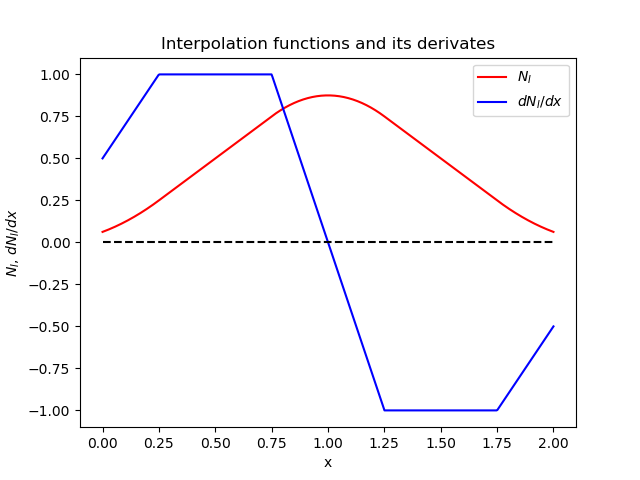 Interpolation functions and its derivates
N_I
dN_I/dx
N_I, dN_I/dx
1.00
0.75
0.50
0.25
0.00
−0.25
−0.50
−0.75
−1.00
0.00 0.25 0.50 0.75 1.00 1.25 1.50 1.75 2.00
x